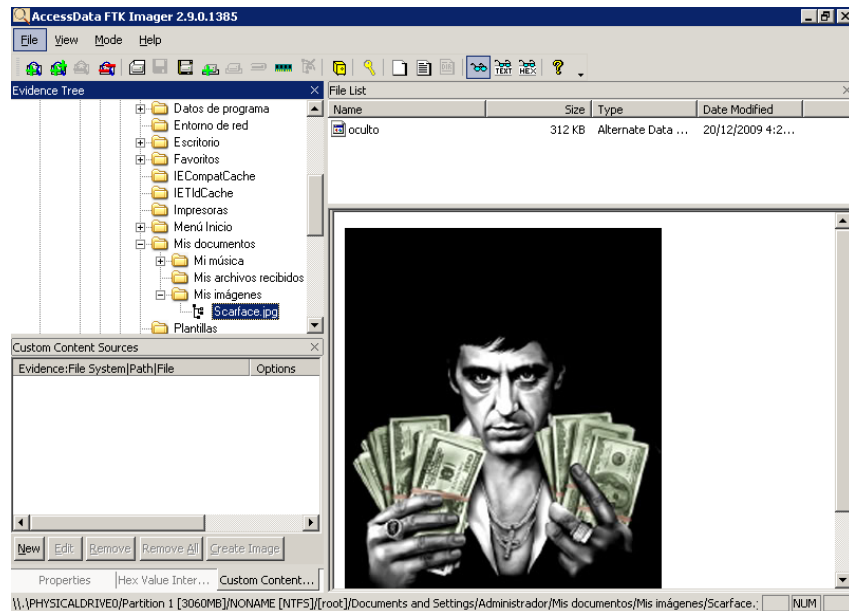 AccessData FTK Imager 2.9.0.1385
File View Mode Help
TEXT HEX
Evidence Tree
Datos de programa
Entorno de red
Escritorio
Favoritos
IECompatCache
IETldCache
Impresoras
Menú Inicio
Mis documentos
Mi música
Mis archivos recibidos
Mis imágenes
Scarface.jpg
Plantillas
File List
Name Size Type Date Modified
oculto 312 KB Alternate Data ... 20/12/2009 4:2...
Custom Content Sources
Evidence:File System|Path|File Options
New Edit Remove Remove All Create Image
Properties Hex Value Inter... Custom Content...
\\.\PHYSICALDRIVE0/Partition 1 [3060MB]/NONAME [NTFS]/[root]/Documents and Settings/Administrador/Mis documentos/Mis imágenes/Scarface.: NUM